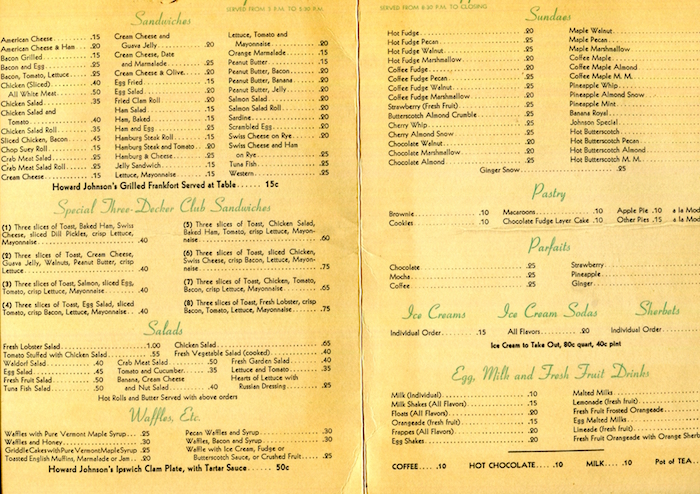 SERVED FROM 5 P.M. TO 8:30 P.M.
Sandwiches
American Cheese .15
American Cheese & Ham .20
Bacon Grilled .15
Bacon and Egg .25
Bacon, Tomato, Lettuce .25
Chicken (Sliced) .40
All White Meat .50
Chicken Salad .35
Chicken Salad and
Tomato .40
Chicken Salad Roll .35
Sliced Chicken, Bacon .45
Chop Suey Roll .15
Crab Meat Salad .25
Crab Meat Salad Roll .25
Cream Cheese .15
Cream Cheese and
Guava Jelly .20
Cream Cheese, Date
and Marmalade .25
Cream Cheese & Olive .20
Egg Fried .15
Egg Salad .20
Fried Clam Roll .20
Ham Salad .15
Ham, Baked .15
Ham and Egg .25
Hamburg Steak Roll .15
Hamburg Steak and Tomato .20
Hamburg & Cheese .25
Jelly Sandwich .15
Lettuce, Mayonnaise .15
Lettuce, Tomato and
Mayonnaise .20
Orange Marmalade .15
Peanut Butter .15
Peanut Butter, Bacon .20
Peanut Butter, Banana .20
Peanut Butter, Jelly .20
Salmon Salad .20
Salmon Salad Roll .20
Sardine .20
Scrambled Egg .20
Swiss Cheese on Rye .20
Swiss Cheese and Ham
on Rye .25
Tuna Fish .25
Western .25
Howard Johnson's Grilled Frankfort Served at Table 15c
Special Three-Decker Club Sandwiches
(1) Three slices of Toast, Baked Ham, Swiss
Cheese, sliced Dill Pickles, crisp Lettuce,
Mayonnaise .40
(2) Three slices of Toast, Cream Cheese,
Guava Jelly, Walnuts, Peanut Butter, crisp
Lettuce .40
(3) Three slices of Toast, Salmon, sliced Egg,
Tomato, crisp Lettuce, Mayonnaise .40
(4) Three slices of Toast, Egg Salad, sliced
Tomato, crisp Bacon, Lettuce, Mayonnaise .40
(5) Three slices of Toast, Chicken Salad,
Baked Ham, Tomato, crisp Lettuce, Mayon-
naise .60
(6) Three slices of Toast, sliced Chicken,
Swiss Cheese, crisp Bacon, Lettuce, Mayon-
naise .75
(7) Three slices of Toast, Chicken, Tomato,
Bacon, crisp Lettuce, Mayonnaise .65
(8) Three slices of Toast, Fresh Lobster, crisp
Bacon, Tomato, crisp Lettuce, Mayonnaise .75
Salads
Fresh Lobster Salad 1.00 Chicken Salad .65
Tomato Stuffed with Chicken Salad .55 Fresh Vegetable Salad (cooked) .40
Waldorf Salad .40 Crab Meat Salad .50 Fresh Garden Salad .40
Egg Salad .45 Tomato and Cucumber .35 Lettuce and Tomato .35
Fresh Fruit Salad .50 Banana, Cream Cheese Hearts of Lettuce with
Tuna Fish Salad .50 and Nut Salad .40 Russian Dressing .25
Hot Rolls and Butter Served with above orders
Waffles, Etc.
Waffles with Pure Vermont Maple Syrup .25
Waffles and Honey .30
Griddle Cakes with Pure Vermont Maple Syrup .25
Toasted English Muffins, Marmalade or Jam .20
Pecan Waffles and Syrup .30
Waffles, Bacon and Syrup .30
Waffle with Ice Cream, Fudge or
Butterscotch Sauce, or Crushed Fruit .25
Howard Johnson's Ipswich Clam Plate, with Tartar Sauce 50c
SERVED FROM 8:30 P.M. TO CLOSING
Sundaes
Hot Fudge .20
Hot Fudge Pecan .25
Hot Fudge Walnut .25
Hot Fudge Marshmallow .25
Coffee Fudge .20
Coffee Fudge Pecan .25
Coffee Fudge Walnut .25
Coffee Fudge Marshmallow .25
Strawberry (Fresh Fruit) .25
Butterscotch Almond Crumble .25
Cherry Whip .25
Cherry Almond Snow .25
Chocolate Walnut .20
Chocolate Marshmallow .20
Chocolate Almond .25
Maple Walnut
Maple Pecan
Maple Marshmallow
Coffee Maple
Coffee Maple Almond
Coffee Maple M. M.
Pineapple Whip
Pineapple Almond Snow
Pineapple Mint
Banana Royal
Johnson Special
Hot Butterscotch
Hot Butterscotch Pecan
Hot Butterscotch Almond
Hot Butterscotch M. M.
Ginger Snow .25
Pastry
Brownie .10 Macaroons .10 Apple Pie .10 a la Mod
Cookies .10 Chocolate Fudge Layer Cake .10 Other Pies .15 a la Mod
Parfaits
Chocolate .25 Strawberry
Mocha .25 Pineapple
Coffee .25 Ginger
Ice Creams Ice Cream Sodas Sherbets
Individual Order .15 All Flavors .20 Individual Order
Ice Cream to Take Out, 80c quart, 40c pint
Egg, Milk and Fresh Fruit Drinks
Milk (Individual) .10
Milk Shakes (All Flavors) .15
Floats (All Flavors) .20
Orangeade (fresh fruit) .15
Frappes (All Flavors) .20
Egg Shakes .20
Malted Milks
Lemonade (fresh fruit)
Fresh Fruit Frosted Orangeade
Egg Malted Milks
Limeade (fresh fruit)
Fresh Fruit Orangeade with Orange Sherb
COFFEE .10 HOT CHOCOLATE .10 MILK .10 Pot of TEA